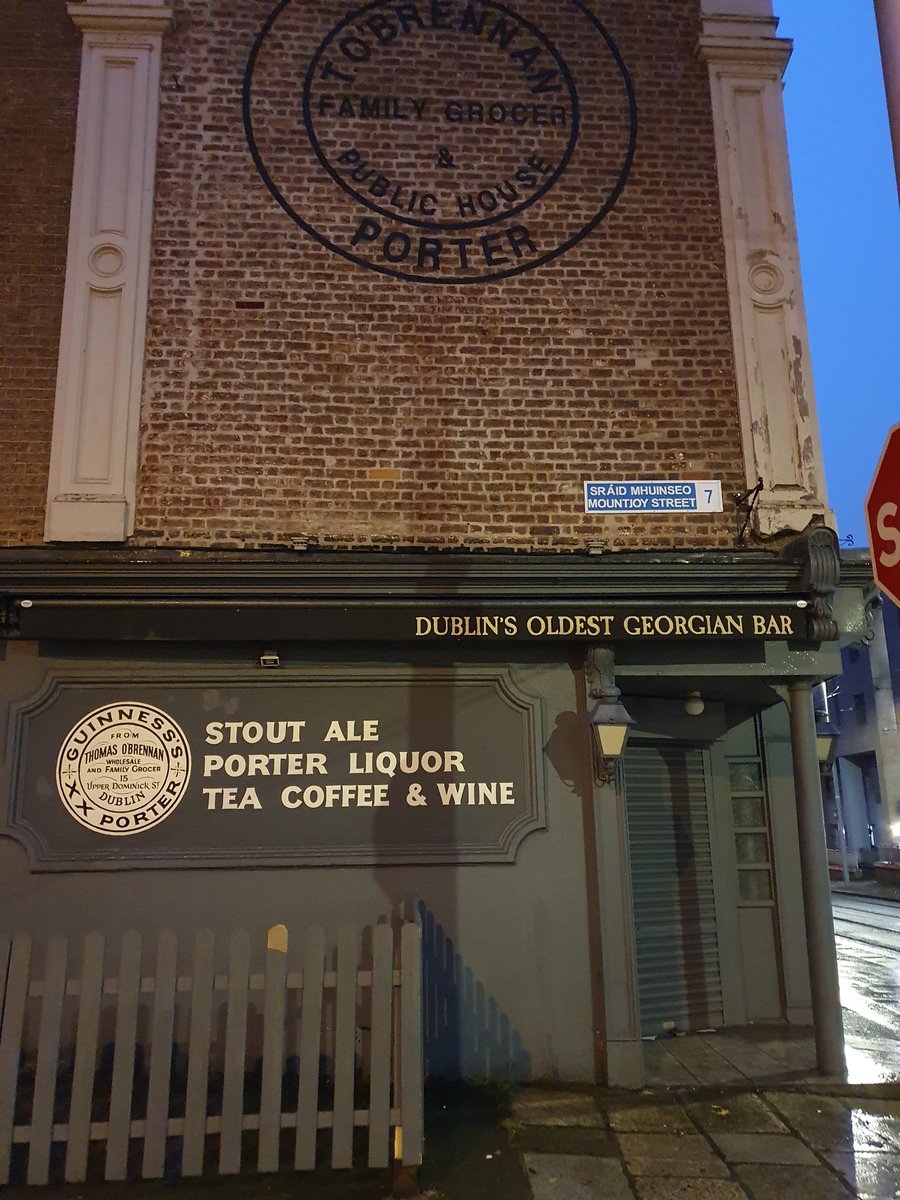 T.O'BRENNAN
FAMILY GROCER
&
PUBLIC HOUSE
PORTER
SRÁID MHUINSEO
MOUNTJOY STREET
7
DUBLIN'S OLDEST GEORGIAN BAR
GUINNESS'S
FROM
THOMAS O'BRENNAN
WHOLESALE
AND FAMILY GROCER
15
UPPER DOMINICK ST
DUBLIN
XX PORTER
STOUT ALE
PORTER LIQUOR
TEA COFFEE & WINE
S